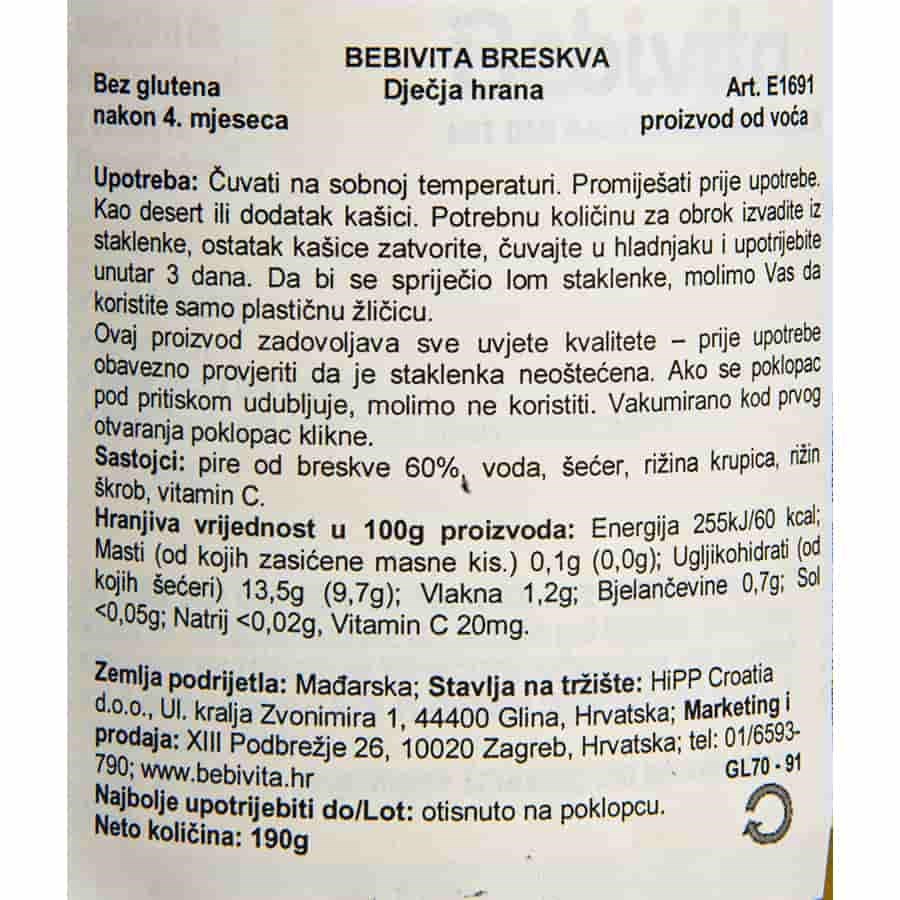 BEBIVITA BRESKVA
Bez glutena Dječja hrana Art. E1691
nakon 4. mjeseca proizvod od voća
Upotreba: Čuvati na sobnoj temperaturi. Promiješati prije upotrebe.
Kao desert ili dodatak kašici. Potrebnu količinu za obrok izvadite iz
staklenke, ostatak kašice zatvorite, čuvajte u hladnjaku i upotrijebite
unutar 3 dana. Da bi se spriječio lom staklenke, molimo Vas da
koristite samo plastičnu žličicu.
Ovaj proizvod zadovoljava sve uvjete kvalitete – prije upotrebe
obavezno provjeriti da je staklenka neoštećena. Ako se poklopac
pod pritiskom udubljuje, molimo ne koristiti. Vakumirano kod prvog
otvaranja poklopac klikne.
Sastojci: pire od breskve 60%, voda, šećer, rižina krupica, rižin
škrob, vitamin C.
Hranjiva vrijednost u 100g proizvoda: Energija 255kJ/60 kcal;
Masti (od kojih zasićene masne kis.) 0,1g (0,0g); Ugljikohidrati (od
kojih šećeri) 13,5g (9,7g); Vlakna 1,2g; Bjelančevine 0,7g; Sol
<0,05g; Natrij <0,02g, Vitamin C 20mg.
Zemlja podrijetla: Mađarska; Stavlja na tržište: HiPP Croatia
d.o.o., Ul. kralja Zvonimira 1, 44400 Glina, Hrvatska; Marketing i
prodaja: XIII Podbrežje 26, 10020 Zagreb, Hrvatska; tel: 01/6593-
790; www.bebivita.hr GL70 - 91
Najbolje upotrijebiti do/Lot: otisnuto na poklopcu.
Neto količina: 190g